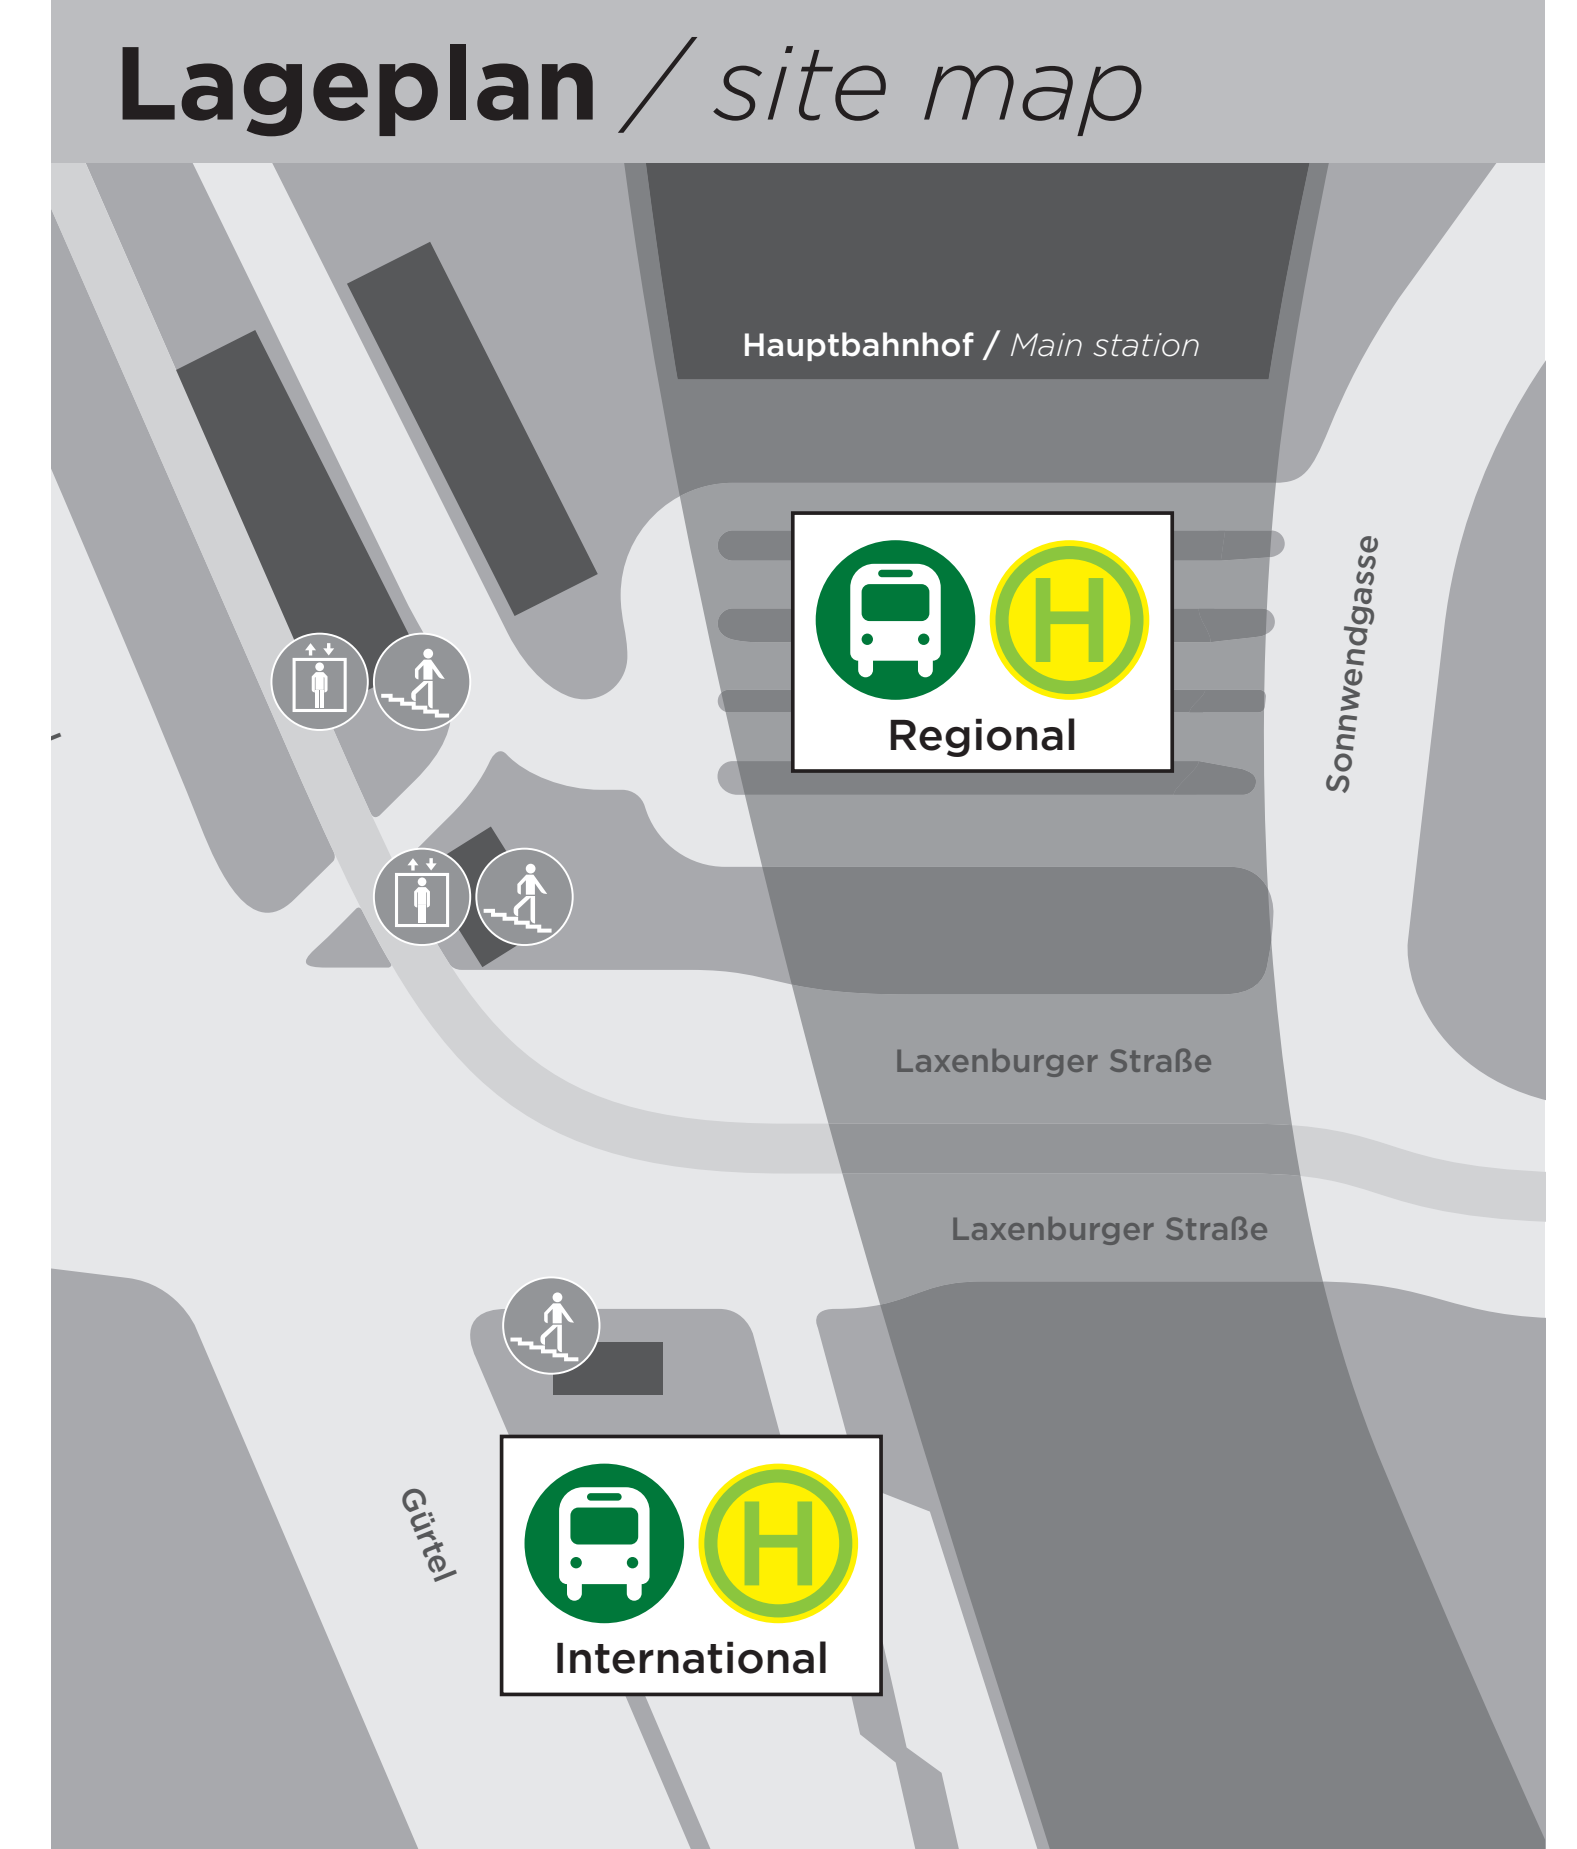 Lageplan / site map
Hauptbahnhof / Main station
H
Regional
Sonnwendgasse
Laxenburger Straße
Laxenburger Straße
Gürtel
H
International